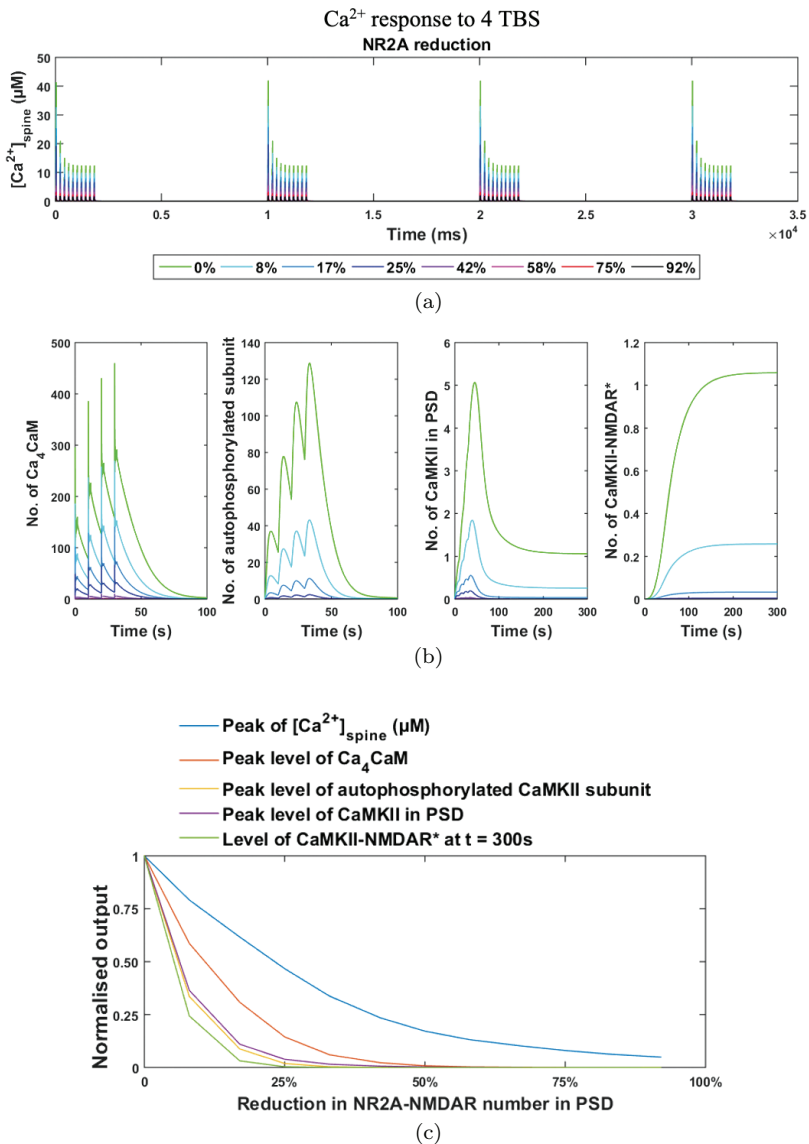 Ca²⁺ response to 4 TBS
NR2A reduction
[Ca²⁺]spine (µM)
50
40
30
20
10
0
0 0.5 1 1.5 2 2.5 3 3.5
Time (ms)
×10⁴
0% 8% 17% 25% 42% 58% 75% 92%
(a)
No. of Ca₄CaM
500
400
300
200
100
0
0 50 100
Time (s)
No. of autophosphorylated subunit
140
120
100
80
60
40
20
0
0 50 100
Time (s)
No. of CaMKII in PSD
6
5
4
3
2
1
0
0 100 200 300
Time (s)
No. of CaMKII-NMDAR*
1.2
1
0.8
0.6
0.4
0.2
0
0 100 200 300
Time (s)
(b)
Peak of [Ca²⁺]spine (µM)
Peak level of Ca₄CaM
Peak level of autophosphorylated CaMKII subunit
Peak level of CaMKII in PSD
Level of CaMKII-NMDAR* at t = 300s
Normalised output
1
0.75
0.50
0.25
0
0 25% 50% 75% 100%
Reduction in NR2A-NMDAR number in PSD
(c)